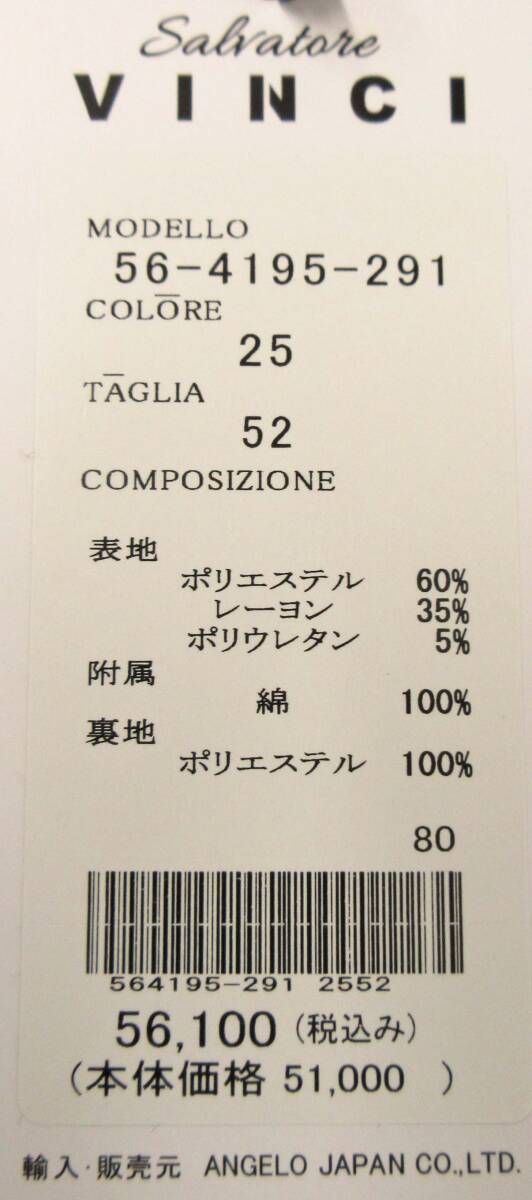 Salvatore
VINCI
MODELLO
56-4195-291
COLŌRE
25
TĀGLIA
52
COMPOSIZIONE
表地
ポリエステル 60%
レーヨン 35%
ポリウレタン 5%
附属
綿 100%
裏地
ポリエステル 100%
80
564195-291 2552
56,100 (税込み)
(本体価格 51,000 )
輸入・販売元 ANGELO JAPAN CO.,LTD.